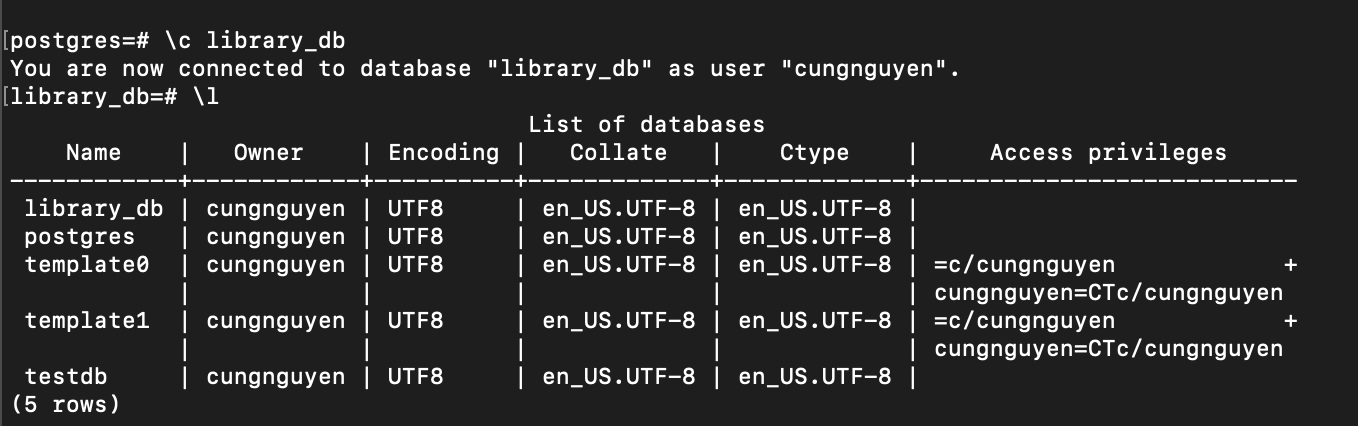 [postgres=# \c library_db
You are now connected to database "library_db" as user "cungnguyen".
[library_db=# \l
                                     List of databases
    Name    |   Owner    | Encoding |   Collate   |    Ctype    |     Access privileges
------------+------------+----------+-------------+-------------+---------------------------
 library_db | cungnguyen | UTF8     | en_US.UTF-8 | en_US.UTF-8 |
 postgres   | cungnguyen | UTF8     | en_US.UTF-8 | en_US.UTF-8 |
 template0  | cungnguyen | UTF8     | en_US.UTF-8 | en_US.UTF-8 | =c/cungnguyen            +
            |            |          |             |             | cungnguyen=CTc/cungnguyen
 template1  | cungnguyen | UTF8     | en_US.UTF-8 | en_US.UTF-8 | =c/cungnguyen            +
            |            |          |             |             | cungnguyen=CTc/cungnguyen
 testdb     | cungnguyen | UTF8     | en_US.UTF-8 | en_US.UTF-8 |
(5 rows)